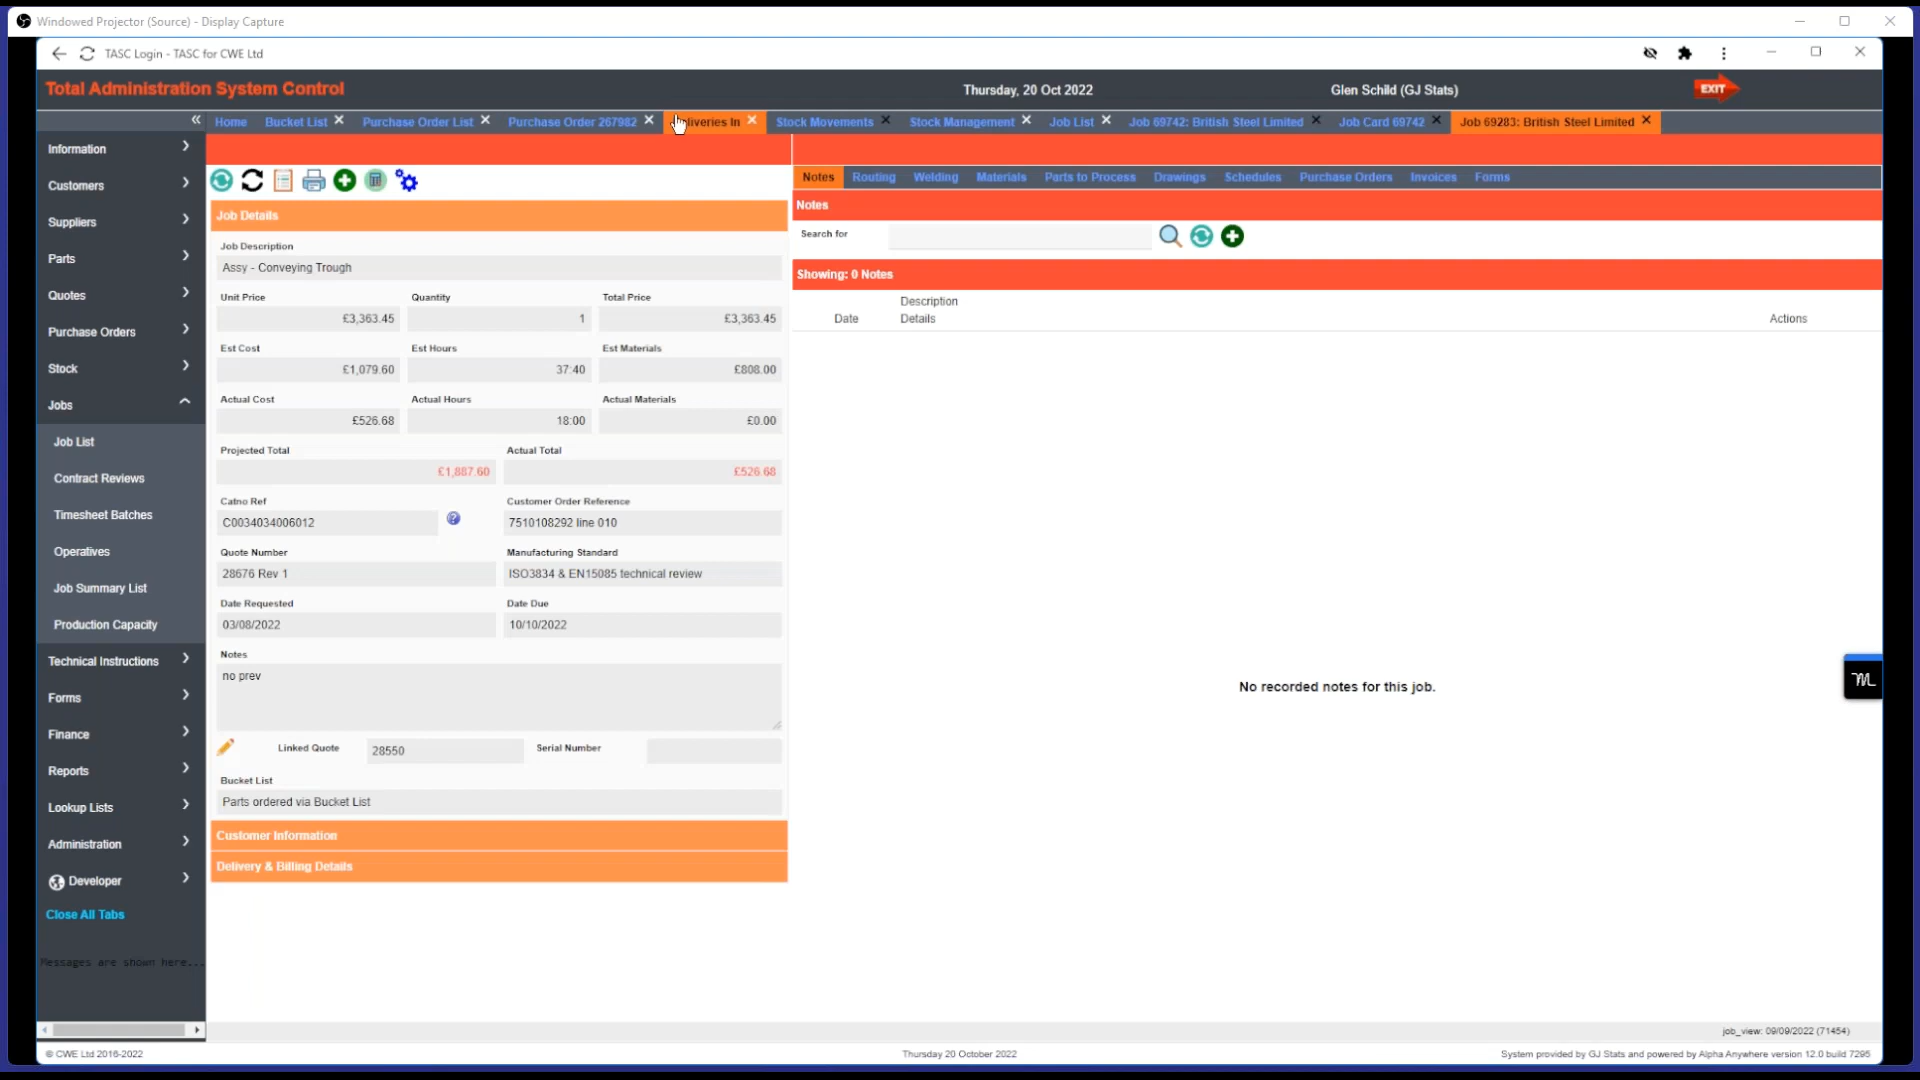 Windowed Projector (Source) - Display Capture
TASC Login - TASC for CWE Ltd
Total Administration System Control
Thursday, 20 Oct 2022
Glen Schild (GJ Stats)
EXIT
« Home Bucket List × Purchase Order List × Purchase Order 267982 × liveries In × Stock Movements × Stock Management × Job List × Job 69742: British Steel Limited × Job Card 69742 × Job 69283: British Steel Limited ×
Information
Customers
Suppliers
Parts
Quotes
Purchase Orders
Stock
Jobs
Job List
Contract Reviews
Timesheet Batches
Operatives
Job Summary List
Production Capacity
Technical Instructions
Forms
Finance
Reports
Lookup Lists
Administration
Developer
Close All Tabs
Messages are shown here...
Job Details
Job Description
Assy - Conveying Trough
Unit Price Quantity Total Price
£3,363.45 1 £3,363.45
Est Cost Est Hours Est Materials
£1,079.60 37:40 £808.00
Actual Cost Actual Hours Actual Materials
£526.68 18:00 £0.00
Projected Total Actual Total
£1,887.60 £526.68
Catno Ref Customer Order Reference
C0034034006012 7510108292 line 010
Quote Number Manufacturing Standard
28676 Rev 1 ISO3834 & EN15085 technical review
Date Requested Date Due
03/08/2022 10/10/2022
Notes
no prev
Linked Quote 28550 Serial Number
Bucket List
Parts ordered via Bucket List
Customer Information
Delivery & Billing Details
Notes Routing Welding Materials Parts to Process Drawings Schedules Purchase Orders Invoices Forms
Notes
Search for
Showing: 0 Notes
Description
Date Details Actions
No recorded notes for this job.
job_view: 09/09/2022 (71454)
© CWE Ltd 2016-2022
Thursday 20 October 2022
System provided by GJ Stats and powered by Alpha Anywhere version 12.0 build 7295